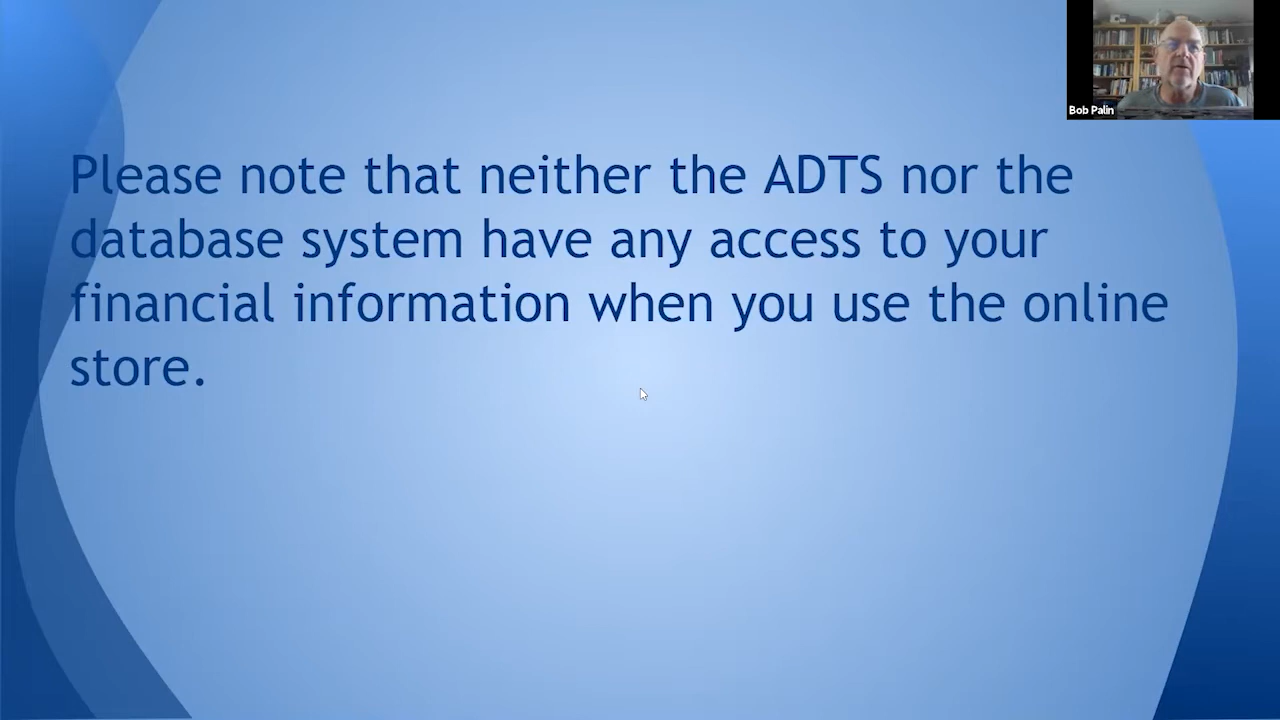 Bob Palin
Please note that neither the ADTS nor the
database system have any access to your
financial information when you use the online
store.